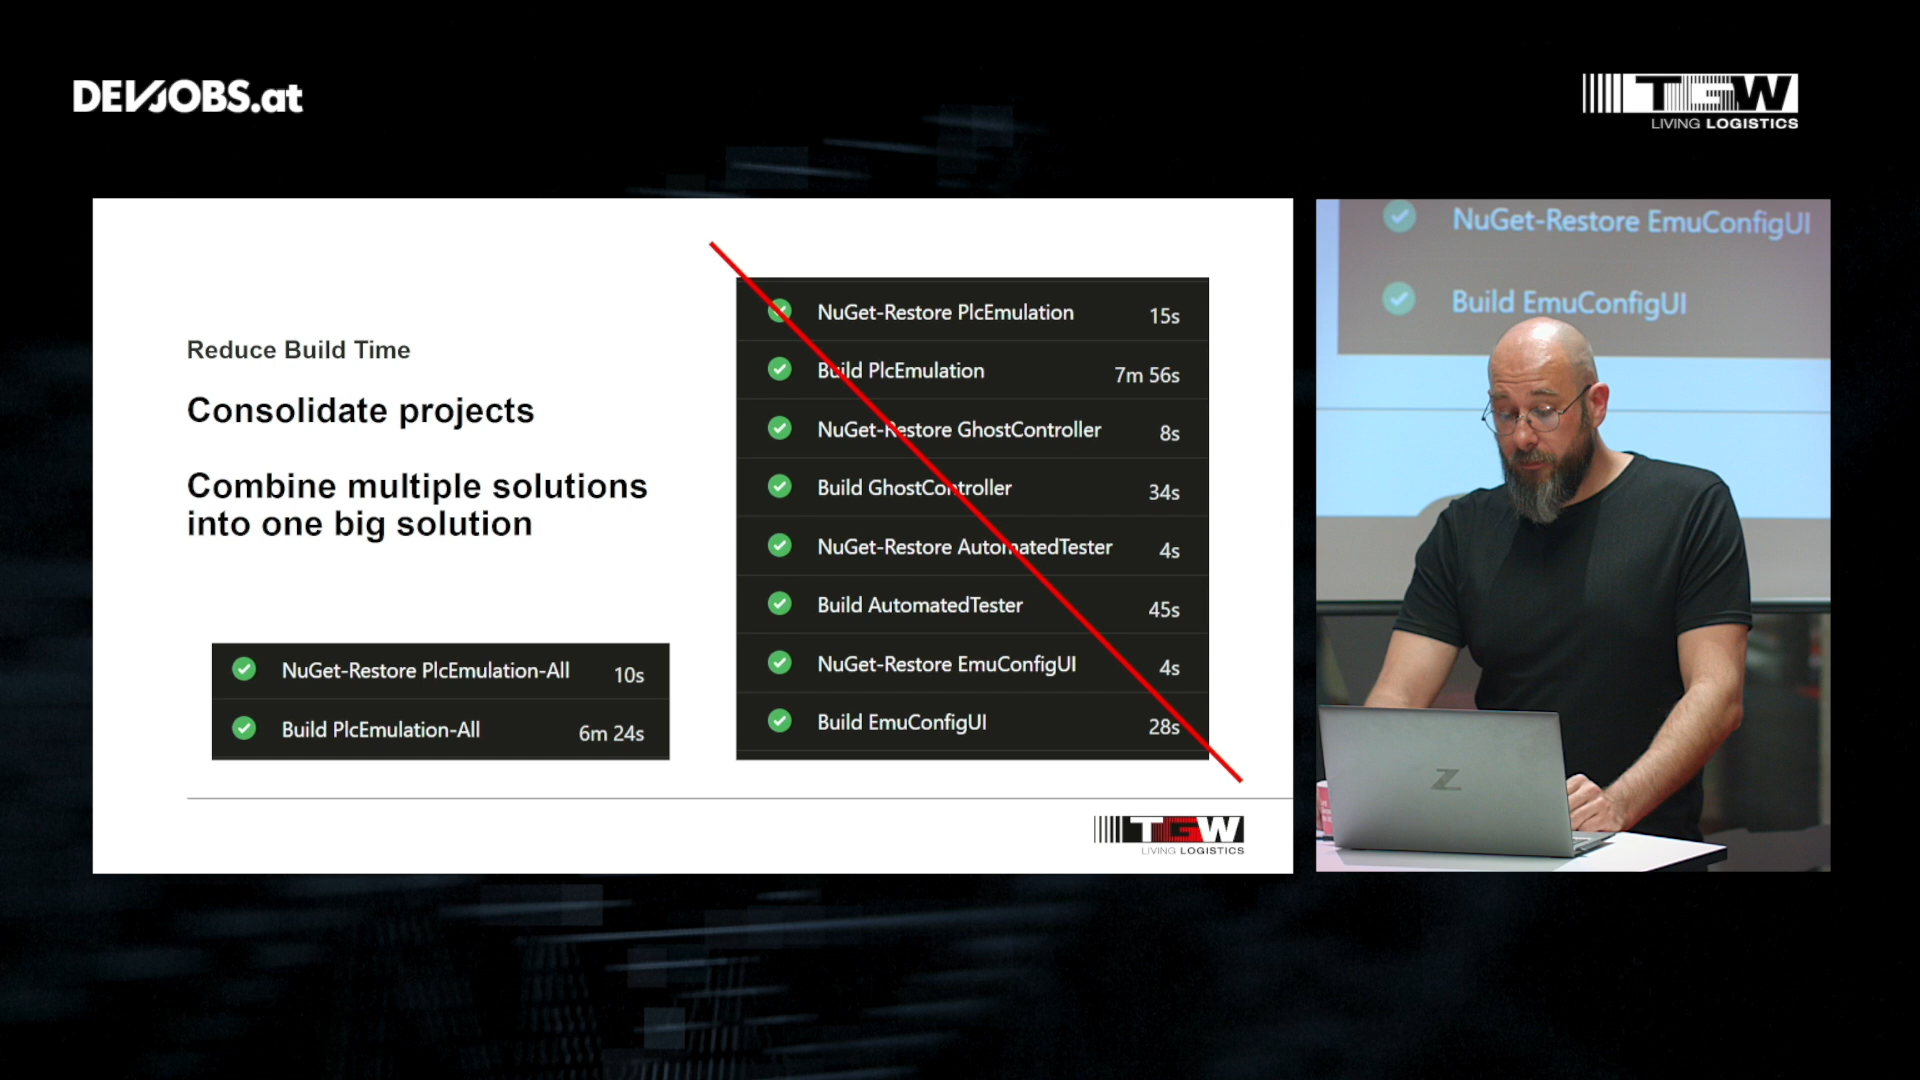 DEVJOBS.at
TGW
LIVING LOGISTICS
Reduce Build Time
Consolidate projects
Combine multiple solutions
into one big solution
NuGet-Restore PlcEmulation-All 10s
Build PlcEmulation-All 6m 24s
NuGet-Restore PlcEmulation 15s
Build PlcEmulation 7m 56s
NuGet-Restore GhostController 8s
Build GhostController 34s
NuGet-Restore AutomatedTester 4s
Build AutomatedTester 45s
NuGet-Restore EmuConfigUI 4s
Build EmuConfigUI 28s
TGW
LIVING LOGISTICS
NuGet-Restore EmuConfigUI
Build EmuConfigUI